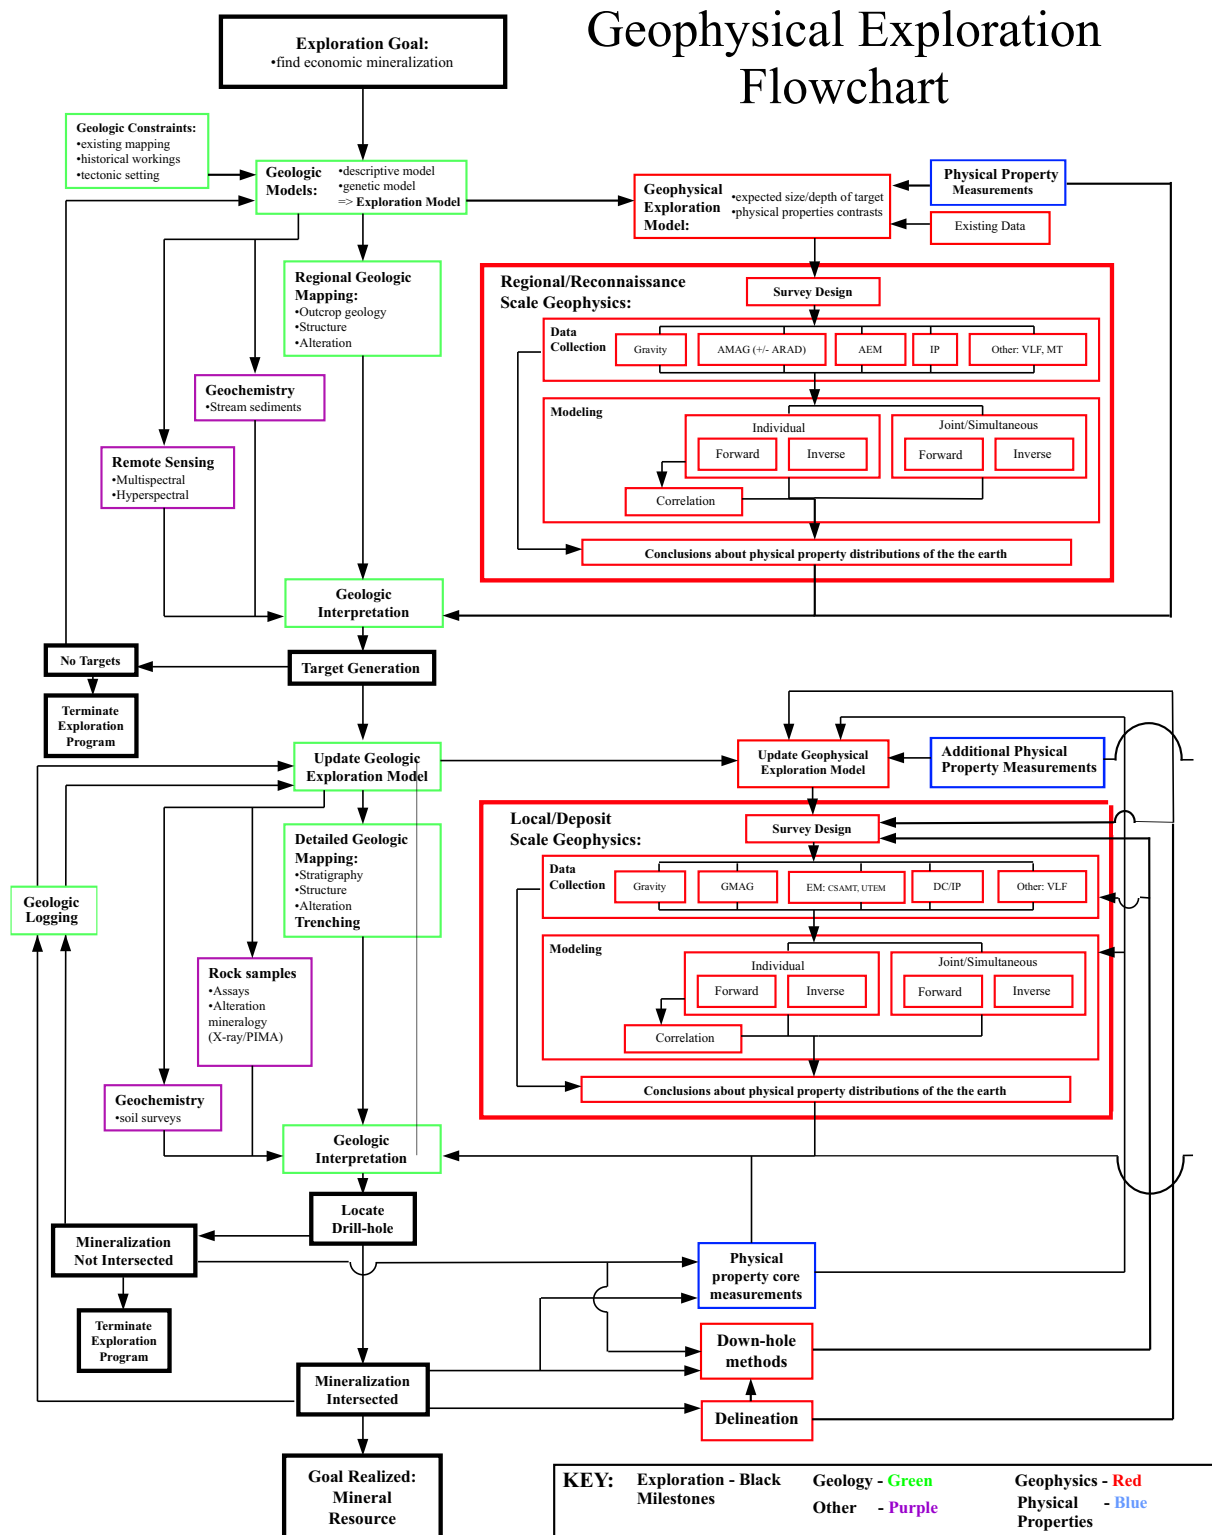 Geophysical Exploration
Flowchart
Exploration Goal:
•find economic mineralization
Geologic Constraints:
•existing mapping
•historical workings
•tectonic setting
Geologic
Models:
•descriptive model
•genetic model
=> Exploration Model
Geophysical
Exploration
Model:
•expected size/depth of target
•physical properties contrasts
Physical Property
Measurements
Existing Data
Regional Geologic
Mapping:
•Outcrop geology
•Structure
•Alteration
Geochemistry
•Stream sediments
Remote Sensing
•Multispectral
•Hyperspectral
Regional/Reconnaissance
Scale Geophysics:
Survey Design
Data
Collection
Gravity
AMAG (+/- ARAD)
AEM
IP
Other: VLF, MT
Modeling
Individual
Forward
Inverse
Joint/Simultaneous
Forward
Inverse
Correlation
Conclusions about physical property distributions of the the earth
Geologic
Interpretation
No Targets
Target Generation
Terminate
Exploration
Program
Update Geologic
Exploration Model
Update Geophysical
Exploration Model
Additional Physical
Property Measurements
Detailed Geologic
Mapping:
•Stratigraphy
•Structure
•Alteration
Trenching
Geologic
Logging
Rock samples
•Assays
•Alteration
mineralogy
(X-ray/PIMA)
Geochemistry
•soil surveys
Local/Deposit
Scale Geophysics:
Survey Design
Data
Collection
Gravity
GMAG
EM: CSAMT, UTEM
DC/IP
Other: VLF
Modeling
Individual
Forward
Inverse
Joint/Simultaneous
Forward
Inverse
Correlation
Conclusions about physical property distributions of the the earth
Geologic
Interpretation
Locate
Drill-hole
Mineralization
Not Intersected
Terminate
Exploration
Program
Physical
property core
measurements
Down-hole
methods
Mineralization
Intersected
Delineation
Goal Realized:
Mineral
Resource
KEY:
Exploration - Black
Milestones
Geology - Green
Other - Purple
Geophysics - Red
Physical - Blue
Properties